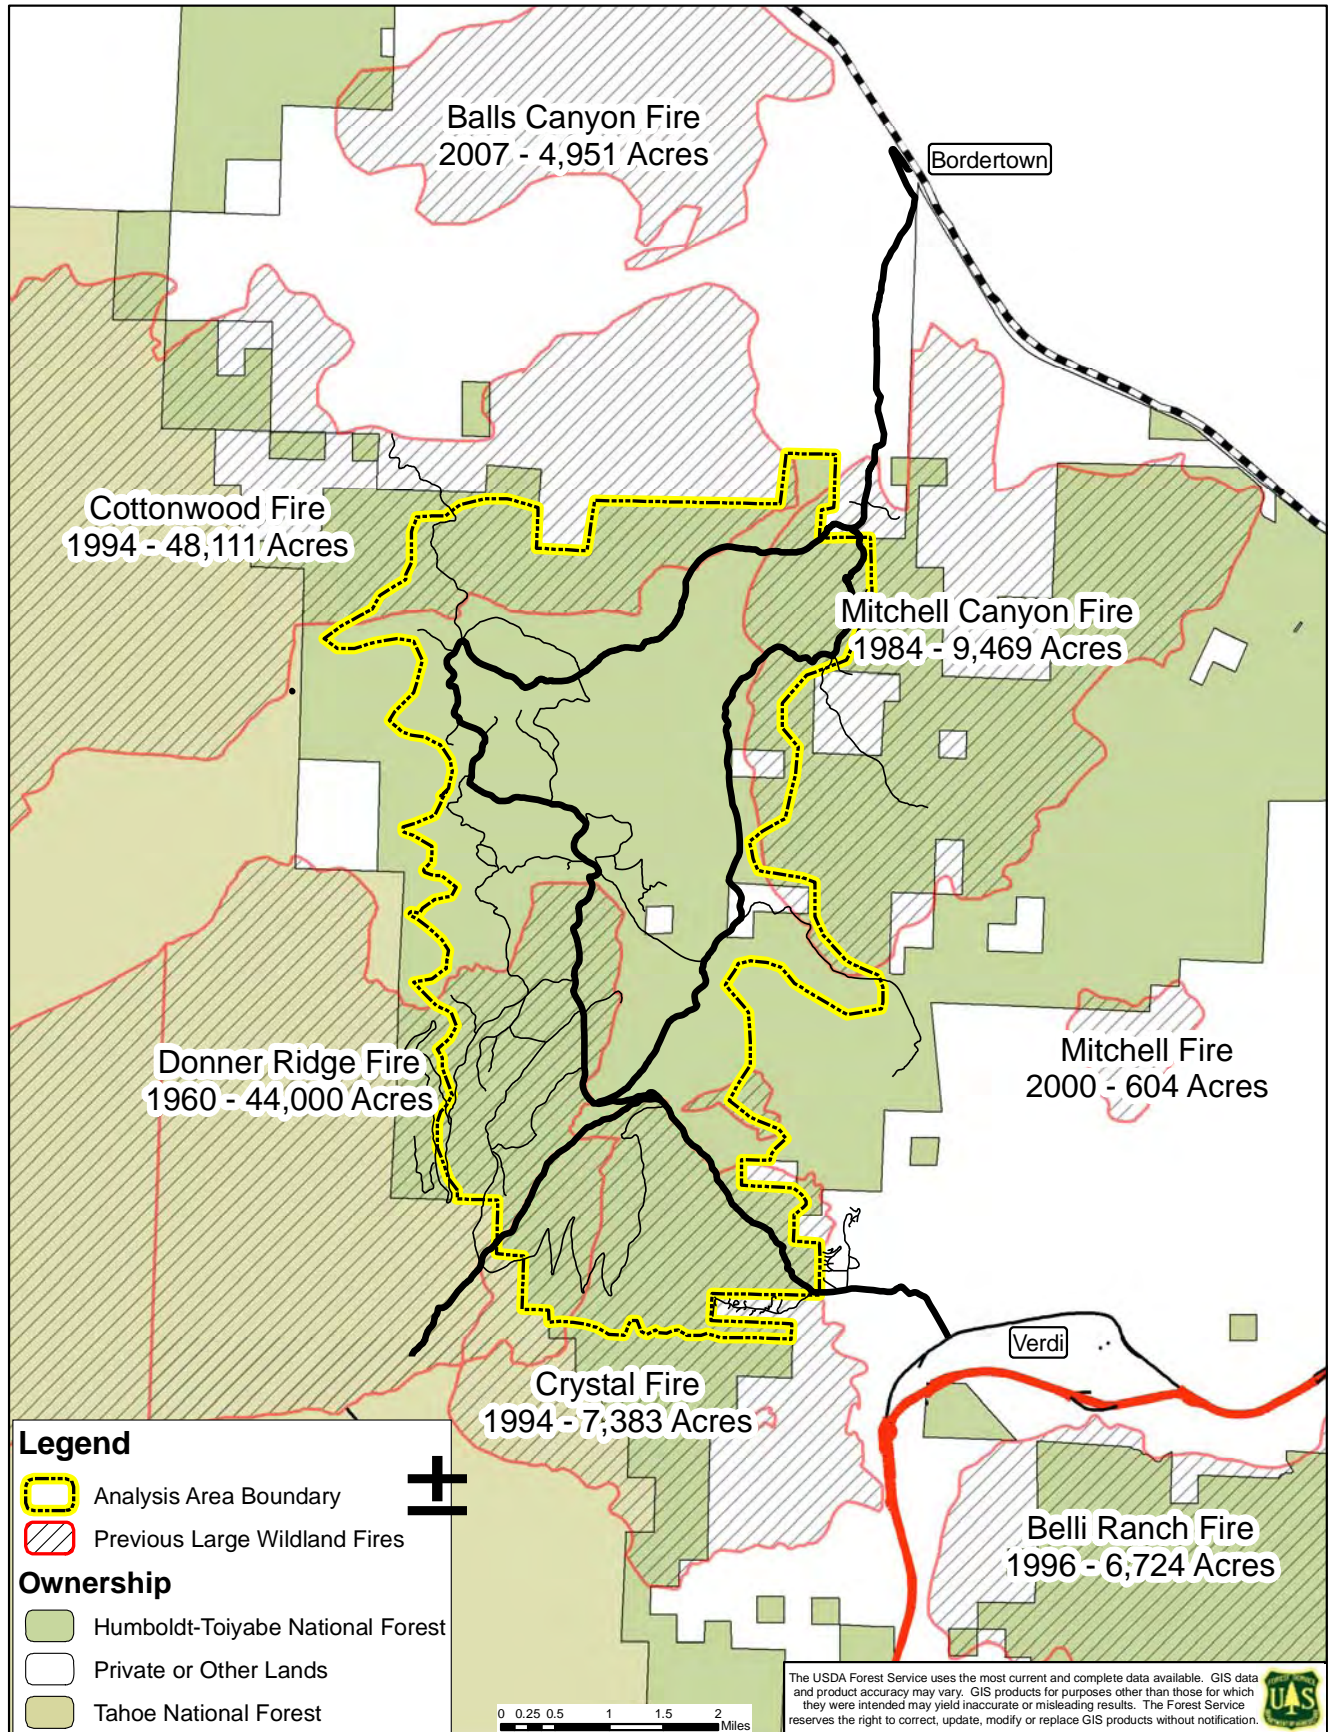 Balls Canyon Fire
2007 - 4,951 Acres
Bordertown
Cottonwood Fire
1994 - 48,111 Acres
Mitchell Canyon Fire
1984 - 9,469 Acres
Donner Ridge Fire
1960 - 44,000 Acres
Mitchell Fire
2000 - 604 Acres
Verdi
Crystal Fire
1994 - 7,383 Acres
Belli Ranch Fire
1996 - 6,724 Acres
Legend
Analysis Area Boundary
Previous Large Wildland Fires
Ownership
Humboldt-Toiyabe National Forest
Private or Other Lands
Tahoe National Forest
0 0.25 0.5 1 1.5 2
Miles
The USDA Forest Service uses the most current and complete data available. GIS data
and product accuracy may vary. GIS products for purposes other than those for which
they were intended may yield inaccurate or misleading results. The Forest Service
reserves the right to correct, update, modify or replace GIS products without notification.
FOREST SERVICE
U S